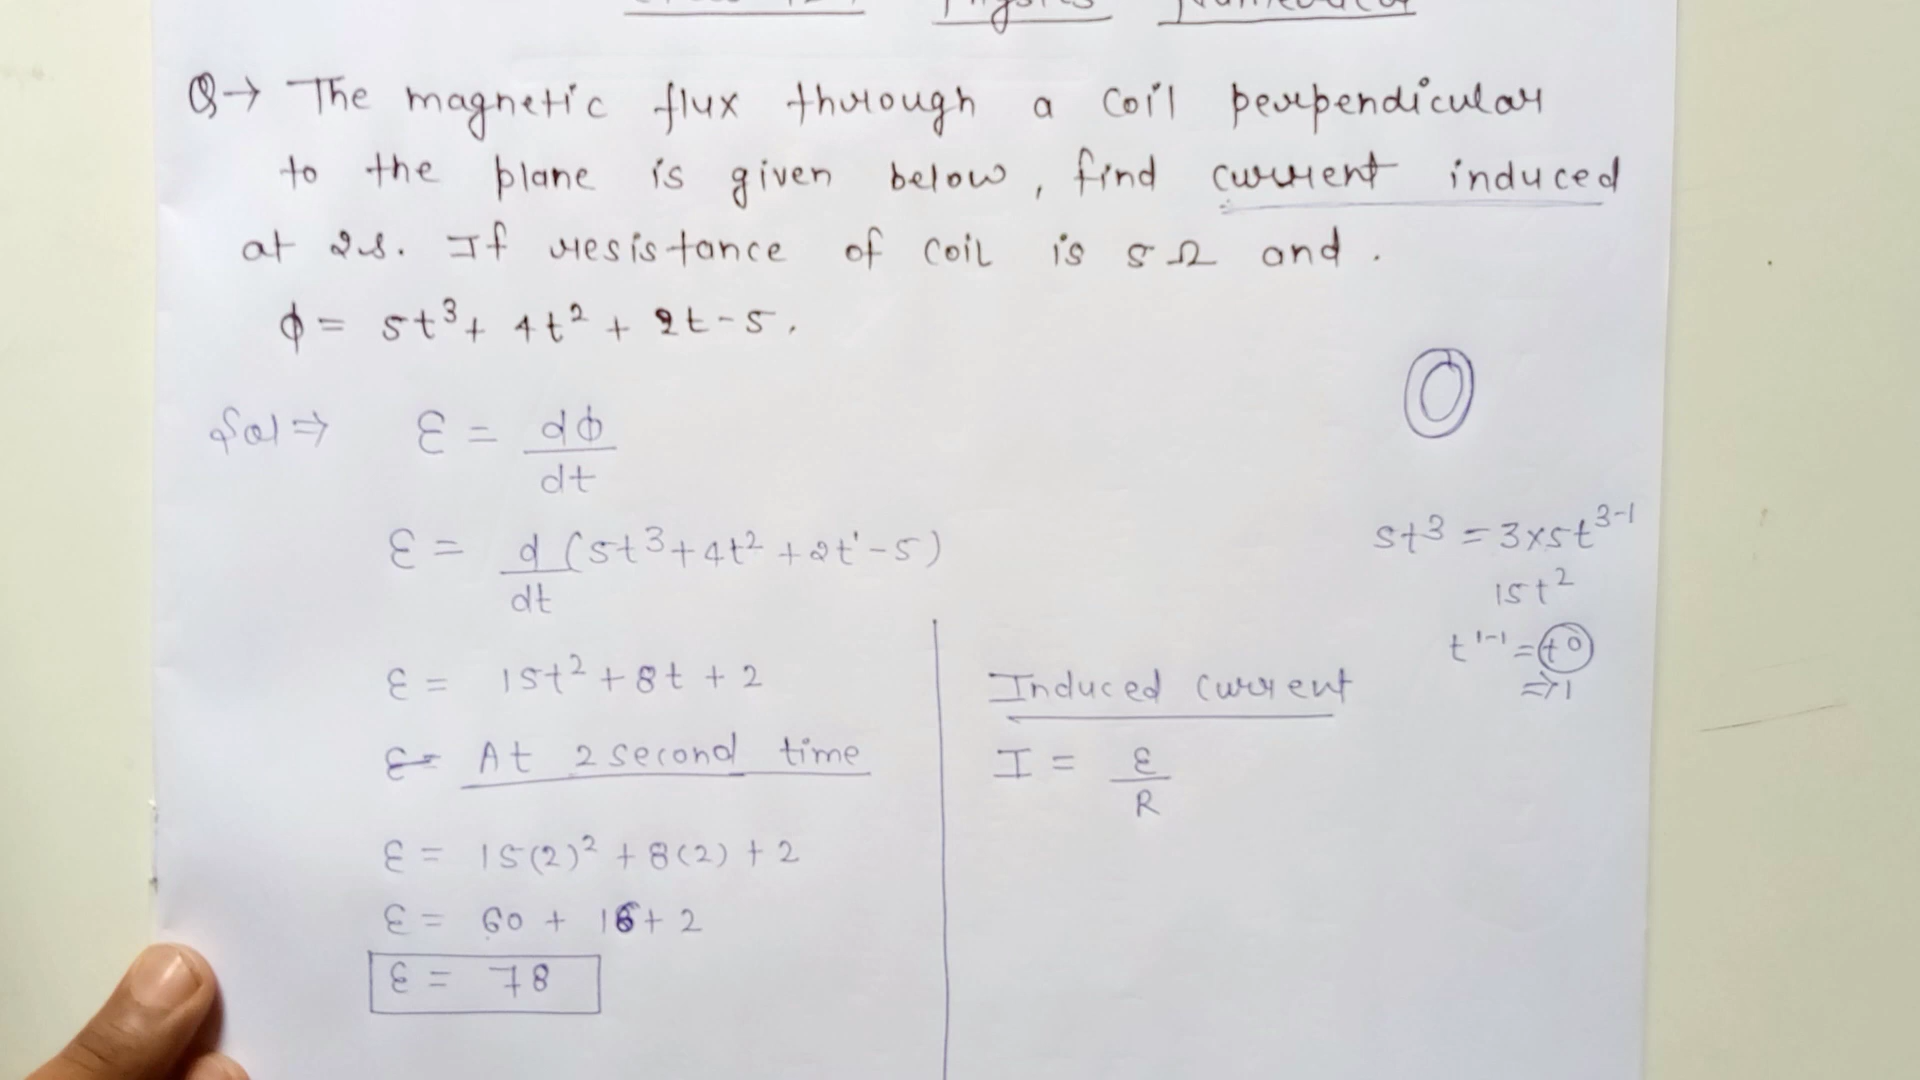 Physics Numerical
Q→ The magnetic flux through a coil perpendicular
to the plane is given below, find current induced
at 2s. If resistance of coil is 5Ω and.
ϕ = 5t³ + 4t² + 2t - 5.
Sol ⇒ ε = dϕ/dt
ε = d/dt (5t³ + 4t² + 2t¹ - 5)
ε = 15t² + 8t + 2
ε= At 2 second time
ε = 15(2)² + 8(2) + 2
ε = 60 + 16 + 2
ε = 78
Induced current
I = ε/R
5t³ = 3×5t³⁻¹
15t²
t¹⁻¹ = t⁰
⇒ 1